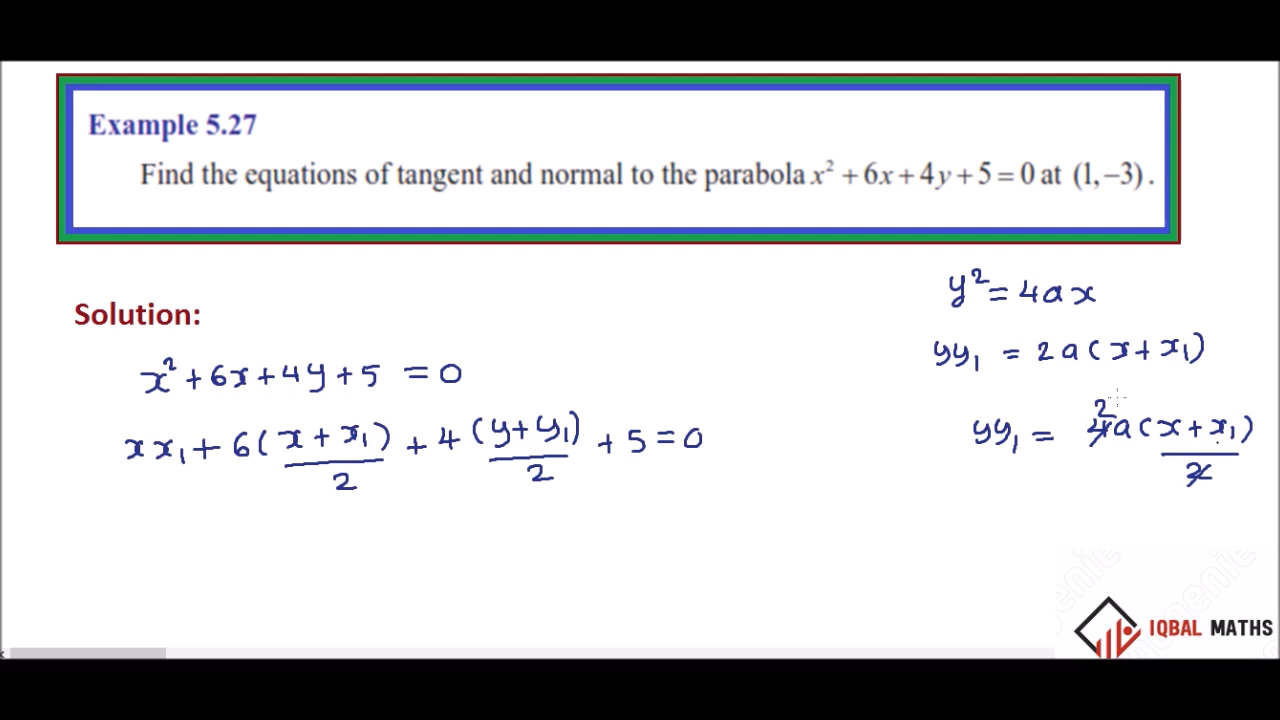 Example 5.27
Find the equations of tangent and normal to the parabola x² + 6x + 4y + 5 = 0 at (1, −3).
Solution:
x² + 6x + 4y + 5 = 0
xx₁ + 6(x + x₁)/2 + 4(y + y₁)/2 + 5 = 0
y² = 4ax
yy₁ = 2a(x + x₁)
2
yy₁ = 4a(x + x₁)/2
IQBAL MATHS